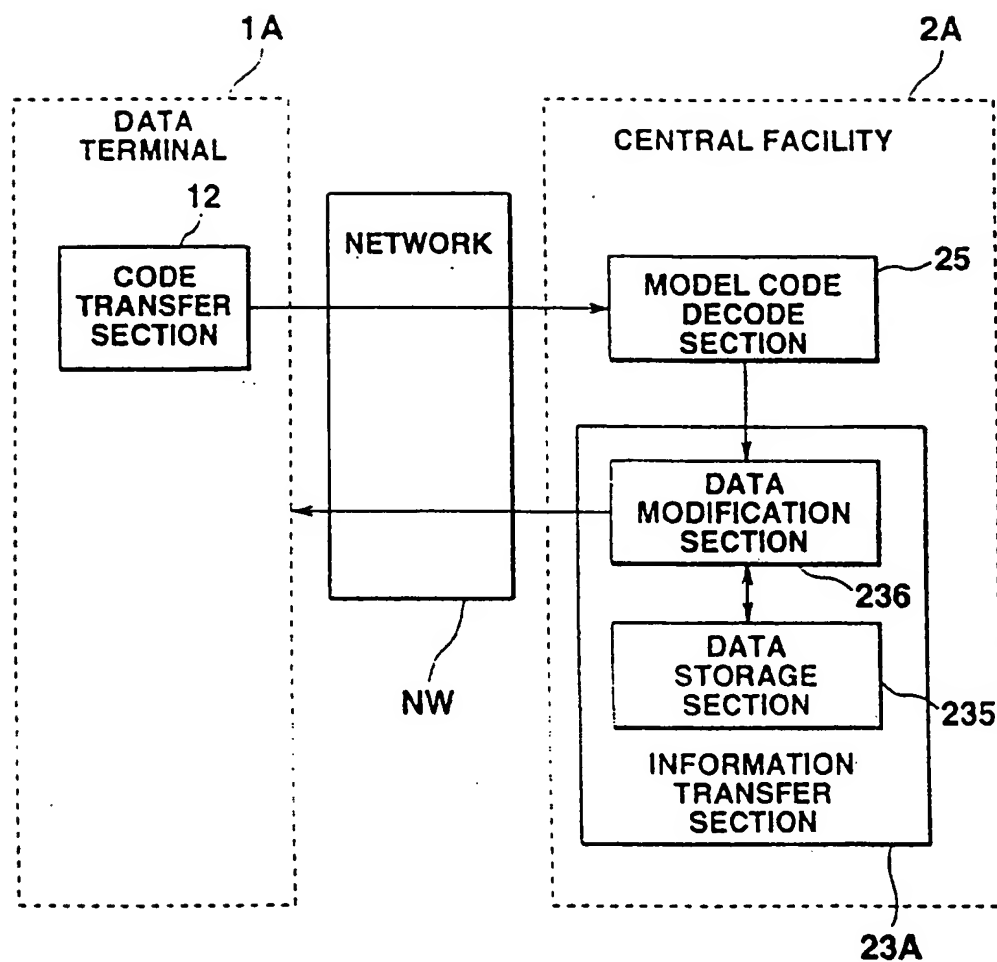 1A
2A
DATA
TERMINAL
CENTRAL FACILITY
12
NETWORK
25
CODE
TRANSFER
SECTION
MODEL CODE
DECODE
SECTION
DATA
MODIFICATION
SECTION
236
DATA
STORAGE
SECTION
NW
235
INFORMATION
TRANSFER
SECTION
23A